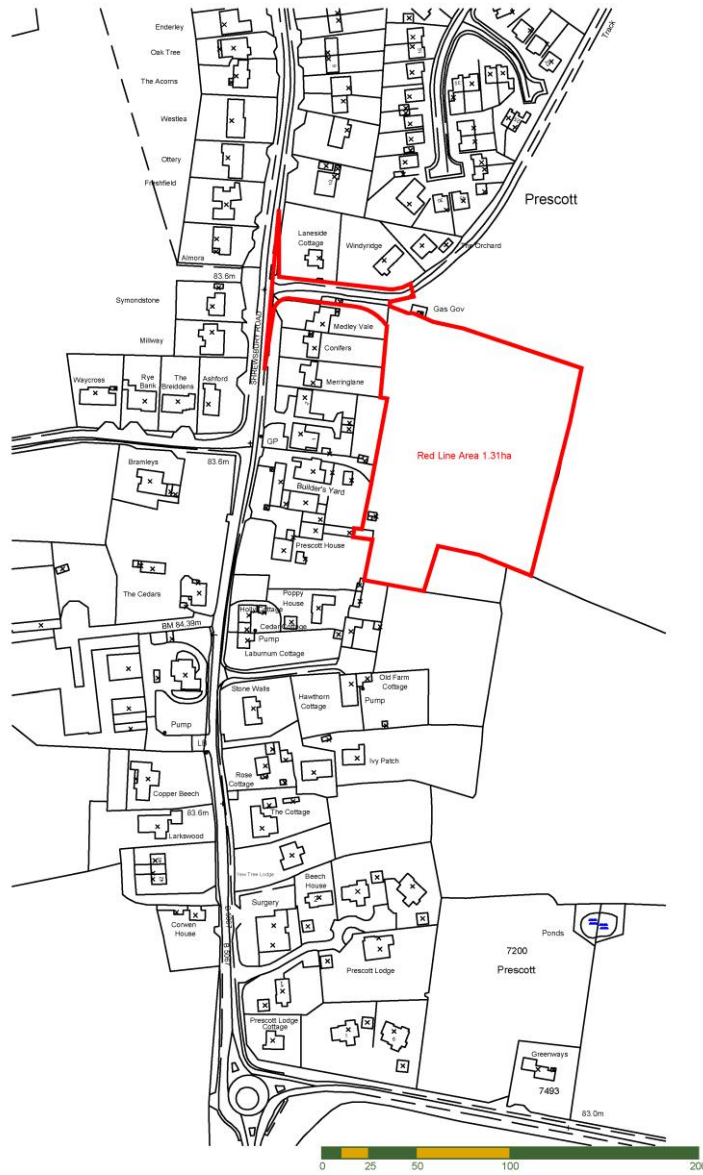 Enderley
Oak Tree
The Acorns
Track
Westlea
Ottery
Freshfield
Prescott
Laneside
Cottage
Windyridge
The Orchard
Almora
83.6m
Gas Gov
Symondstone
Medley Vale
SHREWSBURY ROAD
Millway
Conifers
Merringlane
Waycross
Rye
Bank
The
Breiddens
Ashford
GP
Red Line Area 1.31ha
83.6m
Bramleys
Builder's Yard
Prescott House
The Cedars
Poppy
House
Holly Cottage
Cedar Cottage
BM 84.39m
Pump
Laburnum Cottage
Old Farm
Cottage
Stone Walls
Hawthorn
Cottage
Pump
Pump
LB
Ivy Patch
Rose
Cottage
Copper Beech
The Cottage
83.6m
Larkswood
Yew Tree Lodge
Beech
House
Surgery
Corwen
House
B 5067
Ponds
7200
Prescott
Prescott Lodge
Prescott Lodge
Cottage
Greenways
7493
83.0m
0 25 50 100 200